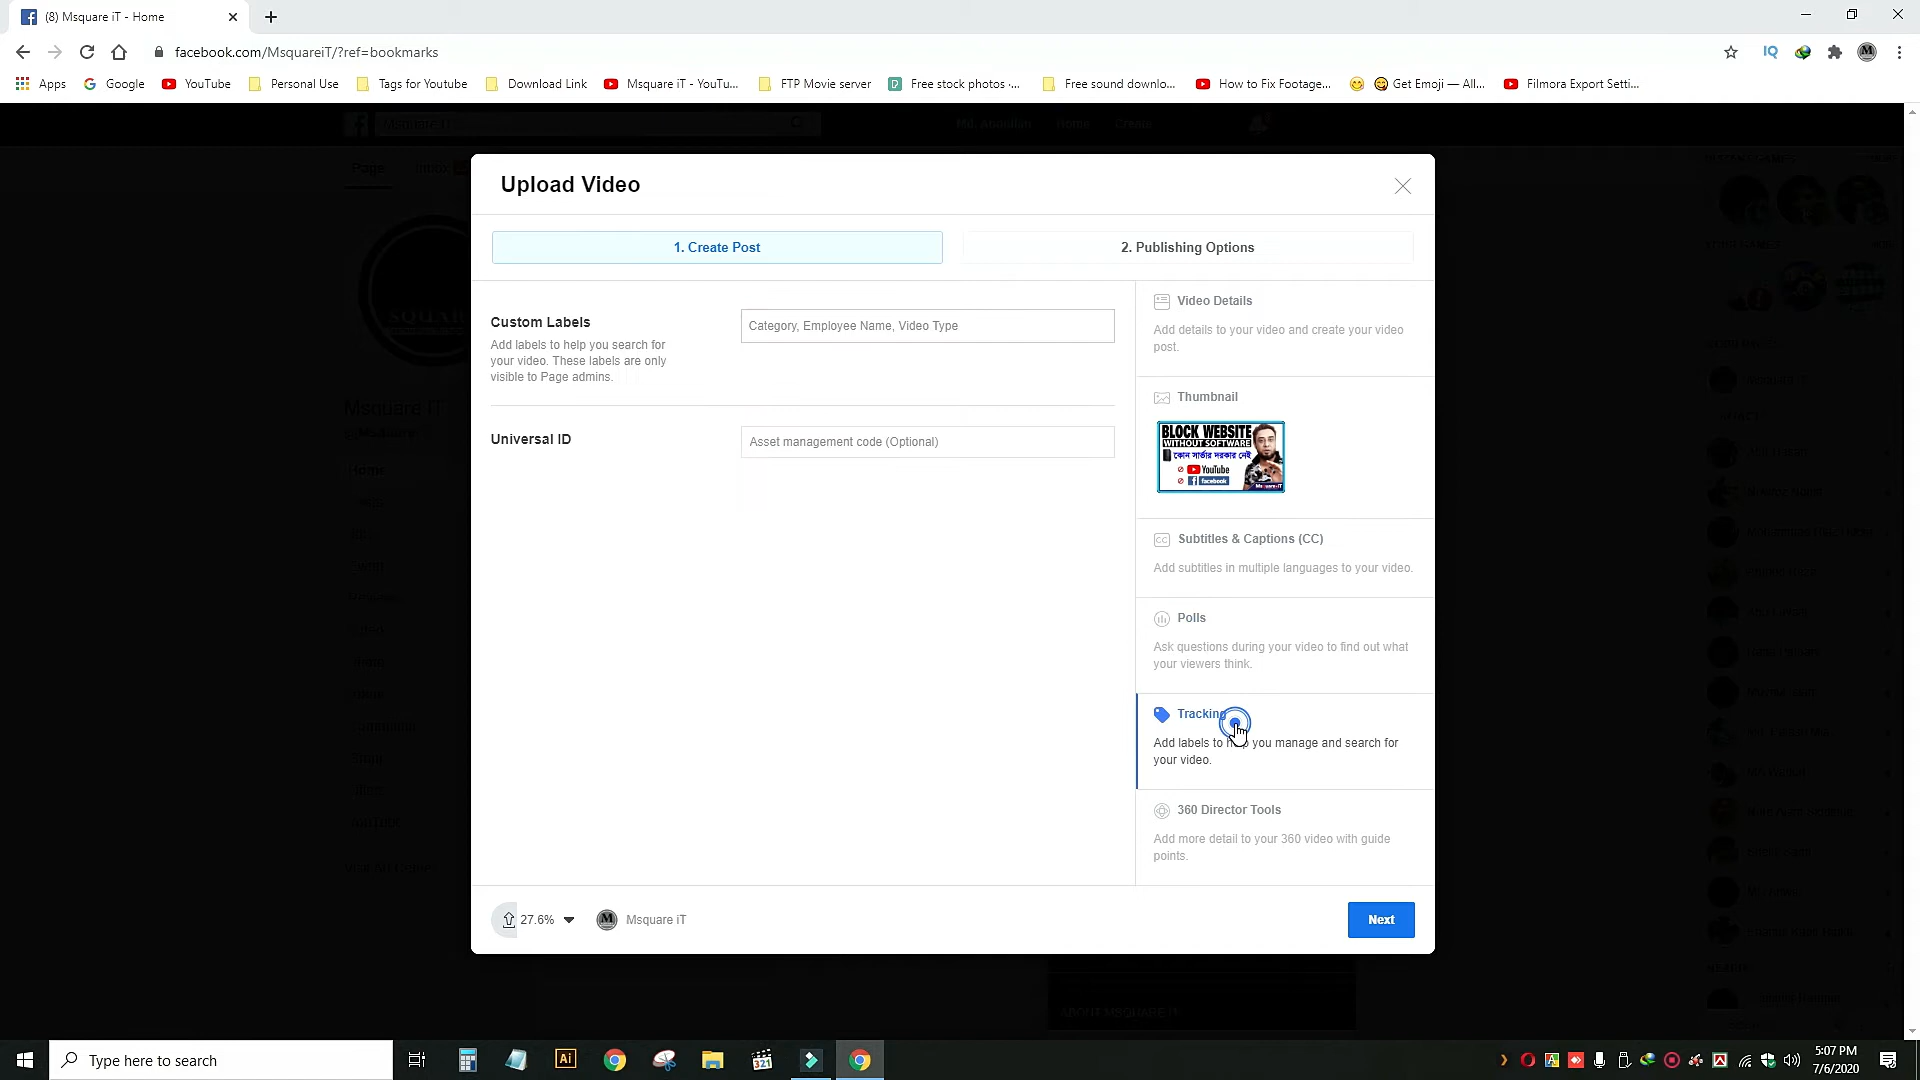 (8) Msquare iT - Home
facebook.com/MsquareiT/?ref=bookmarks
Apps Google YouTube Personal Use Tags for Youtube Download Link Msquare iT - YouTu... FTP Movie server Free stock photos ·... Free sound downlo... How to Fix Footage... Get Emoji — All... Filmora Export Setti...
Upload Video
1. Create Post
2. Publishing Options
Custom Labels
Add labels to help you search for
your video. These labels are only
visible to Page admins.
Category, Employee Name, Video Type
Universal ID
Asset management code (Optional)
Video Details
Add details to your video and create your video
post.
Thumbnail
BLOCK WEBSITE
WITHOUT SOFTWARE
কোন সার্ভার দরকার নেই
YouTube
facebook
Msquare iT
Subtitles & Captions (CC)
Add subtitles in multiple languages to your video.
Polls
Ask questions during your video to find out what
your viewers think.
Tracking
Add labels to help you manage and search for
your video.
360 Director Tools
Add more detail to your 360 video with guide
points.
27.6%
Msquare iT
Next
Type here to search
5:07 PM
7/6/2020